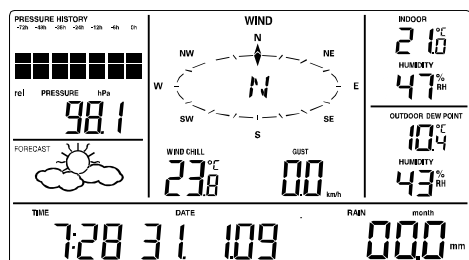 PRESSURE HISTORY
-72h -48h -36h -24h -12h -6h 0h
rel PRESSURE hPa
98.1
FORECAST
WIND
N
NW NE
W N E
SW SE
S
WIND CHILL GUST
23.8 °C 0.0 km/h
INDOOR
21.0 °C
HUMIDITY
47 % RH
OUTDOOR DEW POINT
10.4 °C
HUMIDITY
43 % RH
TIME DATE RAIN month
7:28 31. 1.09 00.0 mm